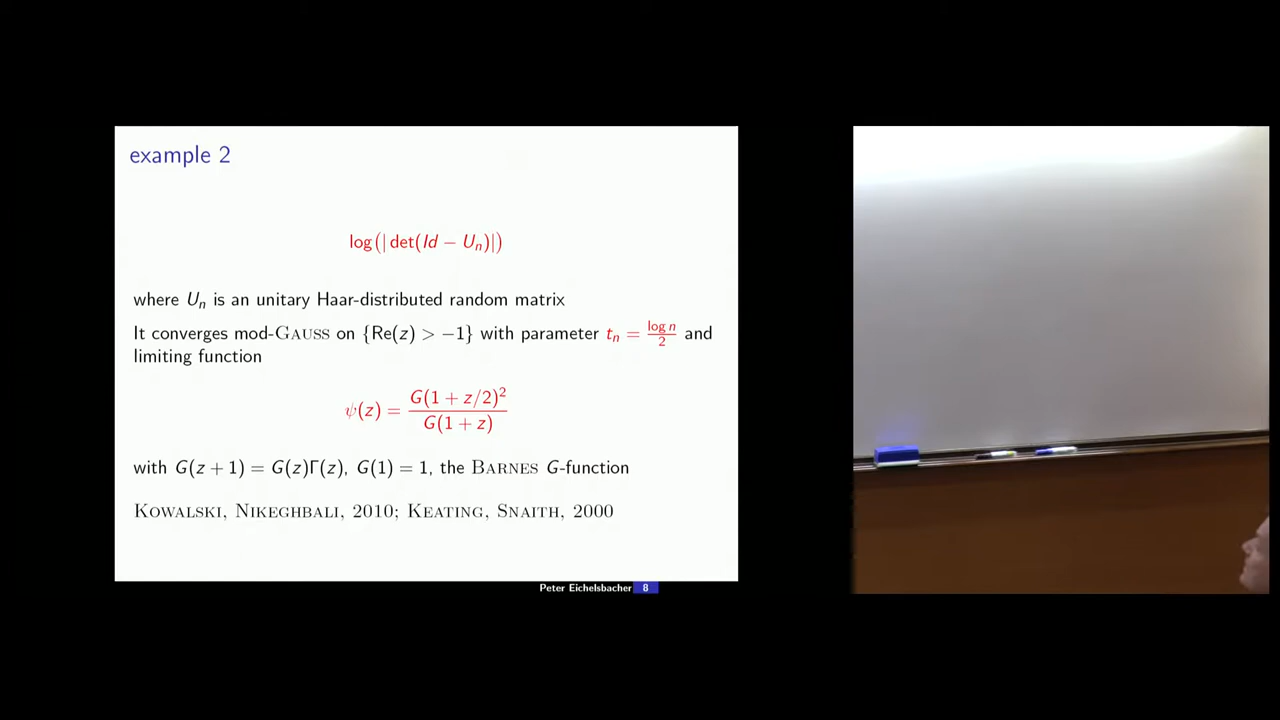 example 2
log(| det(Id − Uₙ)|)
where Uₙ is an unitary Haar-distributed random matrix
It converges mod-Gauss on {Re(z) > −1} with parameter tₙ = log n / 2 and
limiting function
ψ(z) = G(1 + z/2)² / G(1 + z)
with G(z + 1) = G(z)Γ(z), G(1) = 1, the Barnes G-function
Kowalski, Nikeghbali, 2010; Keating, Snaith, 2000
Peter Eichelsbacher 8